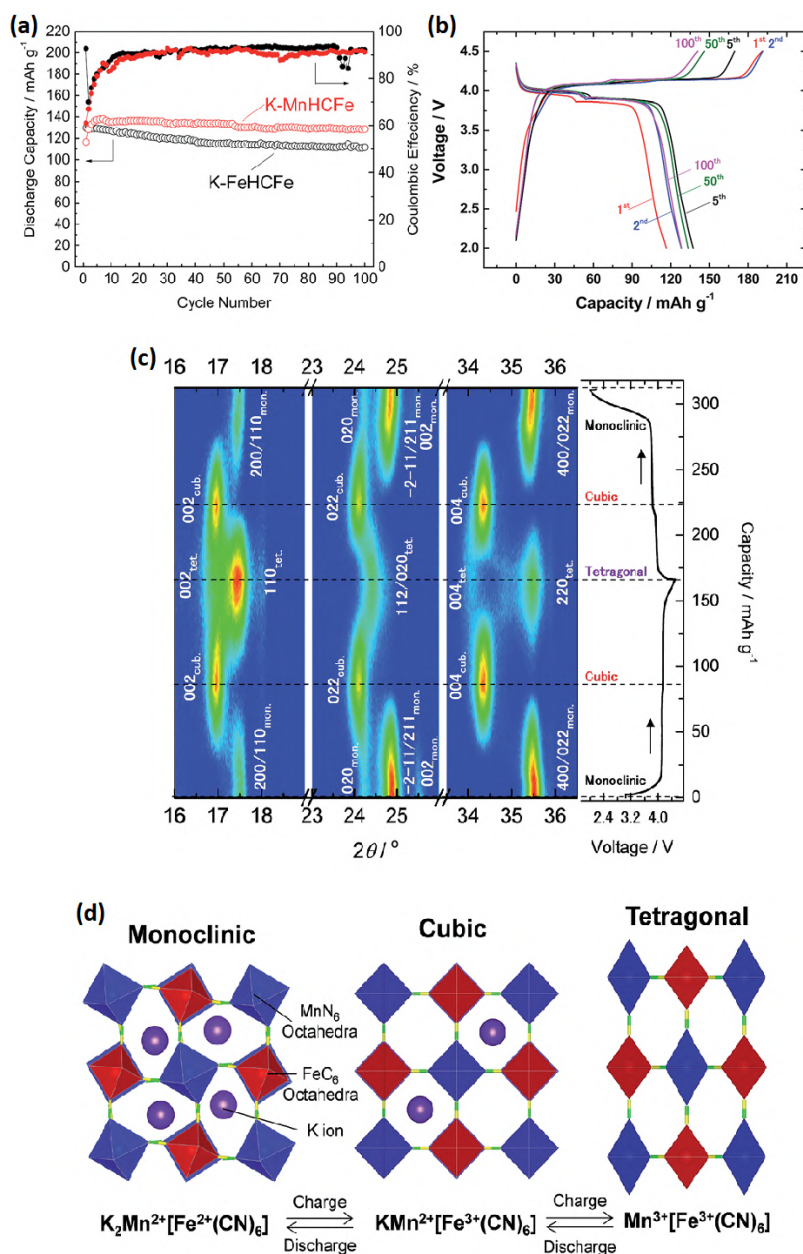 (a)
220
200
180
160
140
120
100
80
60
40
20
0
Discharge Capacity / mAh g-1
100
80
60
40
20
0
Coulombic Effeciency / %
K-MnHCFe
K-FeHCFe
0 10 20 30 40 50 60 70 80 90 100
Cycle Number
(b)
4.5
4.0
3.5
3.0
2.5
2.0
Voltage / V
100th
50th
5th
1st
2nd
100th
50th
5th
1st
2nd
0 30 60 90 120 150 180 210
Capacity / mAh g-1
(c)
16 17 18 23 24 25 34 35 36
200/110mon.
020mon.
-2-11/211mon.
002mon.
400/022mon.
Monoclinic
002cub.
022cub.
004cub.
Cubic
002tet.
110tet.
112/020tet.
004tet.
220tet.
Tetragonal
002cub.
022cub.
004cub.
Cubic
200/110mon.
020mon.
-2-11/211mon.
002mon.
400/022mon.
Monoclinic
300
250
200
150
100
50
0
Capacity / mAh g-1
16 17 18 23 24 25 34 35 36
2θ/°
2.4 3.2 4.0
Voltage / V
(d)
Monoclinic
Cubic
Tetragonal
MnN6
Octahedra
FeC6
Octahedra
K ion
K2Mn2+[Fe2+(CN)6]
Charge
Discharge
KMn2+[Fe3+(CN)6]
Charge
Discharge
Mn3+[Fe3+(CN)6]